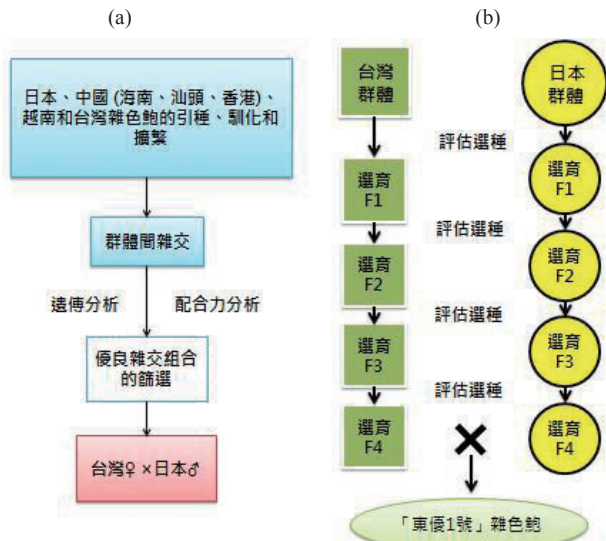 (a)
日本、中國 (海南、汕頭、香港)、
越南和台灣雜色鮑的引種、馴化和
擴繁
群體間雜交
遺傳分析
配合力分析
優良雜交組合
的篩選
台灣♀ ×日本♂
(b)
台灣
群體
日本
群體
評估選種
選育
F1
選育
F1
評估選種
選育
F2
選育
F2
評估選種
選育
F3
選育
F3
評估選種
選育
F4
選育
F4
「東優1號」雜色鮑